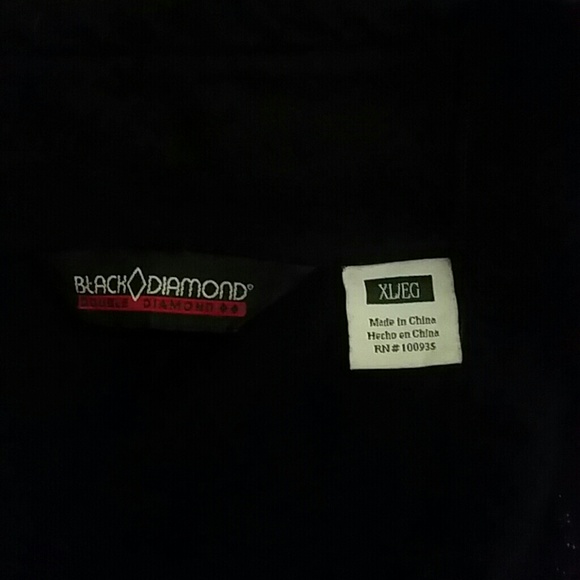 BLACK◊DIAMOND®
DOUBLE DIAMOND ♦♦
XL/EG
Made in China
Hecho en China
RN#100935